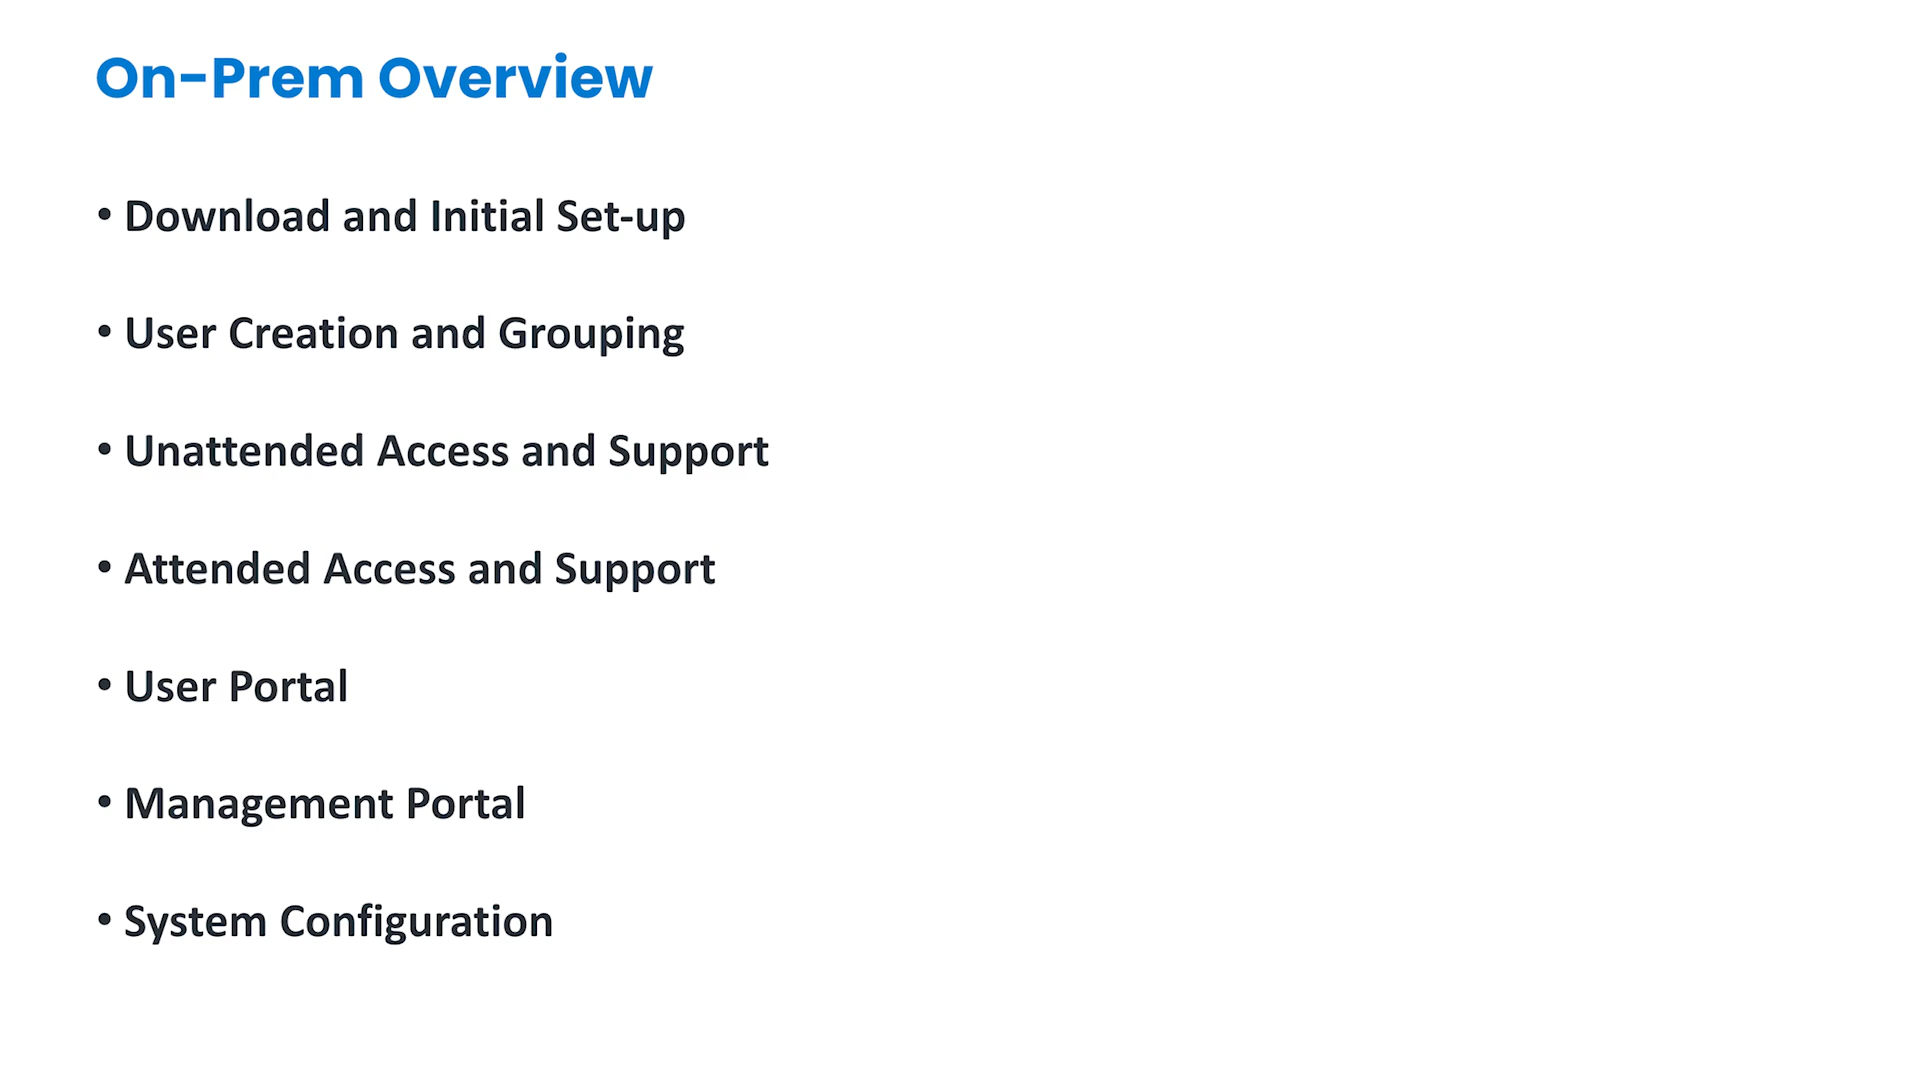 On-Prem Overview
• Download and Initial Set-up
• User Creation and Grouping
• Unattended Access and Support
• Attended Access and Support
• User Portal
• Management Portal
• System Configuration